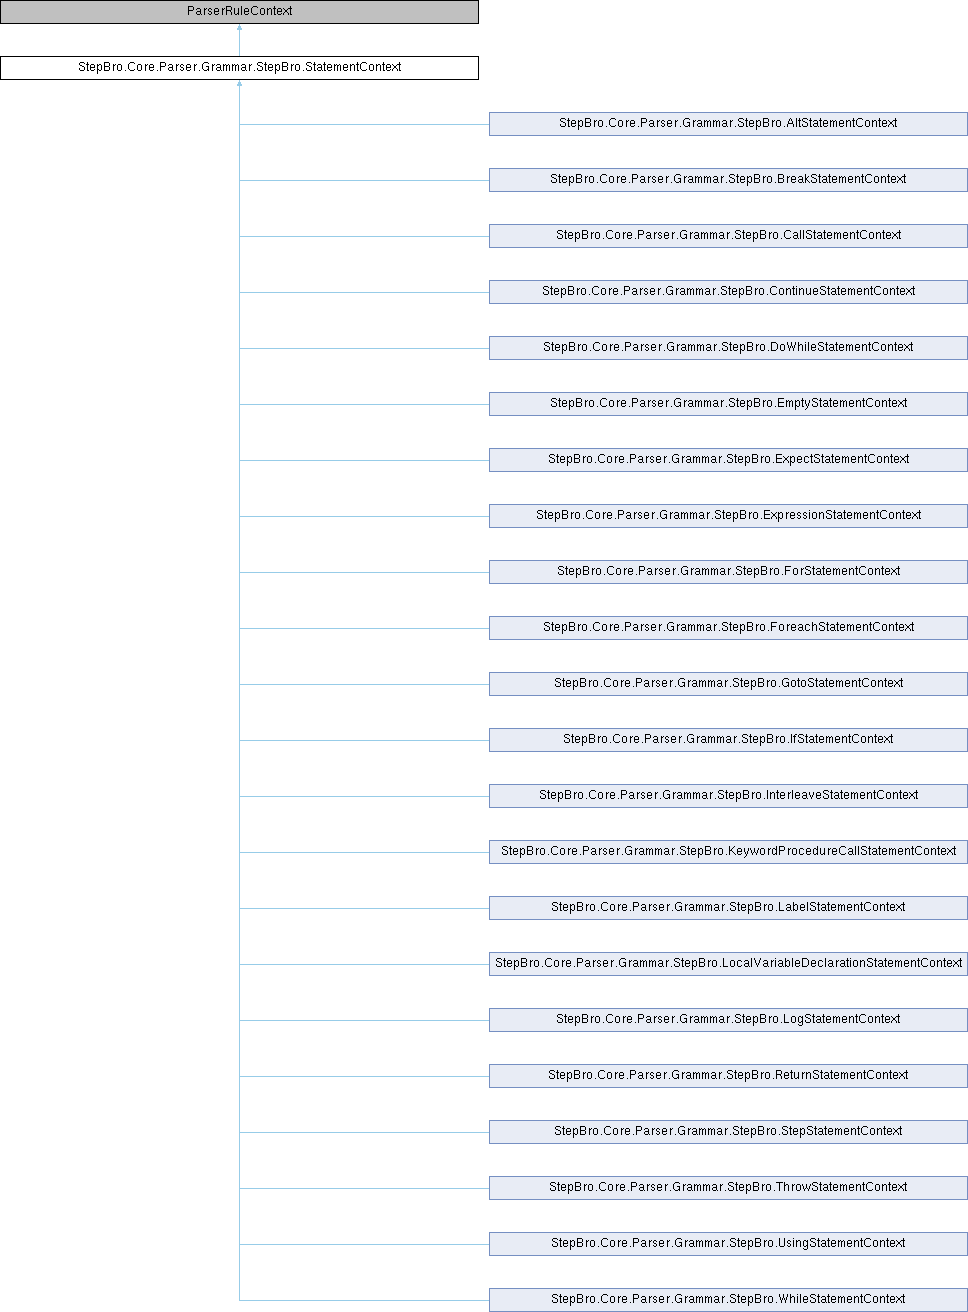 ParserRuleContext
StepBro.Core.Parser.Grammar.StepBro.StatementContext
StepBro.Core.Parser.Grammar.StepBro.AltStatementContext
StepBro.Core.Parser.Grammar.StepBro.BreakStatementContext
StepBro.Core.Parser.Grammar.StepBro.CallStatementContext
StepBro.Core.Parser.Grammar.StepBro.ContinueStatementContext
StepBro.Core.Parser.Grammar.StepBro.DoWhileStatementContext
StepBro.Core.Parser.Grammar.StepBro.EmptyStatementContext
StepBro.Core.Parser.Grammar.StepBro.ExpectStatementContext
StepBro.Core.Parser.Grammar.StepBro.ExpressionStatementContext
StepBro.Core.Parser.Grammar.StepBro.ForStatementContext
StepBro.Core.Parser.Grammar.StepBro.ForeachStatementContext
StepBro.Core.Parser.Grammar.StepBro.GotoStatementContext
StepBro.Core.Parser.Grammar.StepBro.IfStatementContext
StepBro.Core.Parser.Grammar.StepBro.InterleaveStatementContext
StepBro.Core.Parser.Grammar.StepBro.KeywordProcedureCallStatementContext
StepBro.Core.Parser.Grammar.StepBro.LabelStatementContext
StepBro.Core.Parser.Grammar.StepBro.LocalVariableDeclarationStatementContext
StepBro.Core.Parser.Grammar.StepBro.LogStatementContext
StepBro.Core.Parser.Grammar.StepBro.ReturnStatementContext
StepBro.Core.Parser.Grammar.StepBro.StepStatementContext
StepBro.Core.Parser.Grammar.StepBro.ThrowStatementContext
StepBro.Core.Parser.Grammar.StepBro.UsingStatementContext
StepBro.Core.Parser.Grammar.StepBro.WhileStatementContext